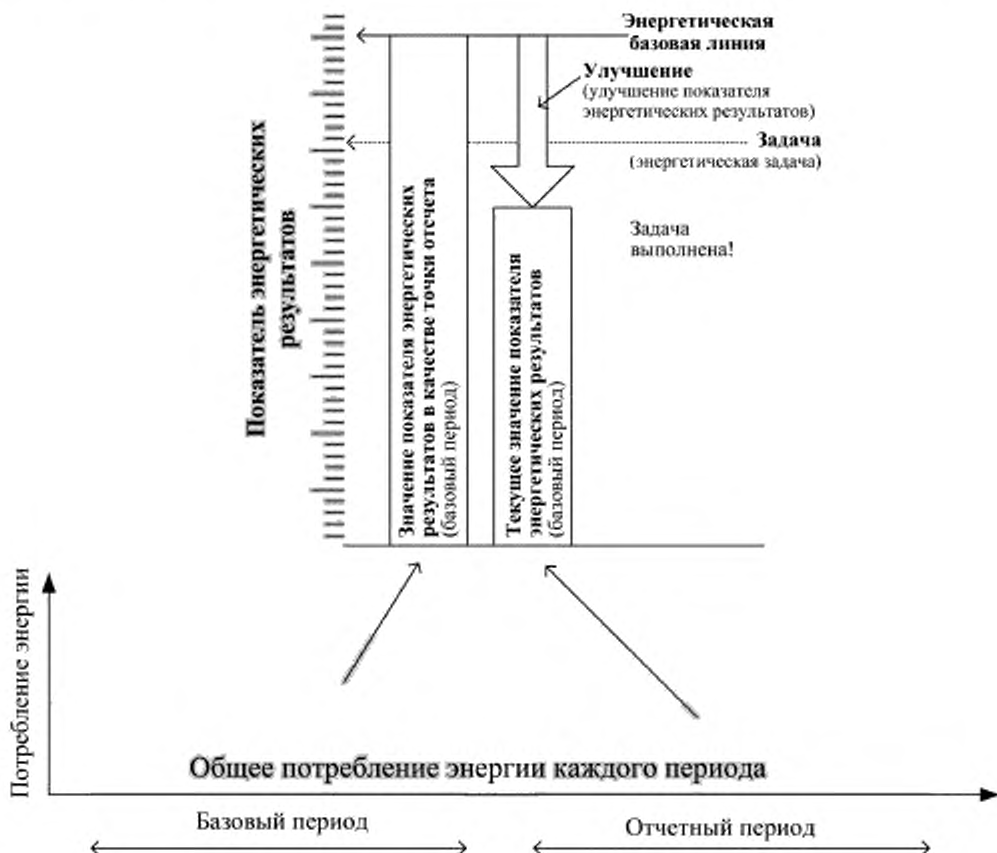 Энергетическая
базовая линия
Улучшение
(улучшение показателя
энергетических результатов)
Задача
(энергетическая задача)
Задача
выполнена!
Показатель энергетических
результатов
Значение показателя энергетических
результатов в качестве точки отсчета
(базовый период)
Текущее значение показателя
энергетических результатов
(базовый период)
Потребление энергии
Общее потребление энергии каждого периода
Базовый период
Отчетный период